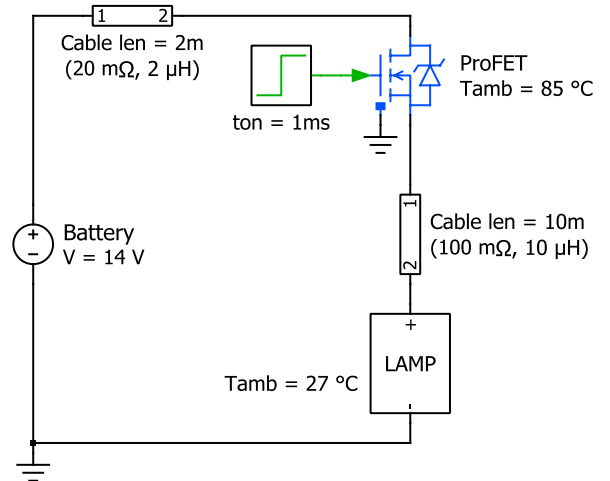 1 2
Cable len = 2m
(20 mΩ, 2 µH)
ProFET
Tamb = 85 °C
ton = 1ms
1
Cable len = 10m
(100 mΩ, 10 µH)
2
+
Battery
−
V = 14 V
+
LAMP
-
Tamb = 27 °C